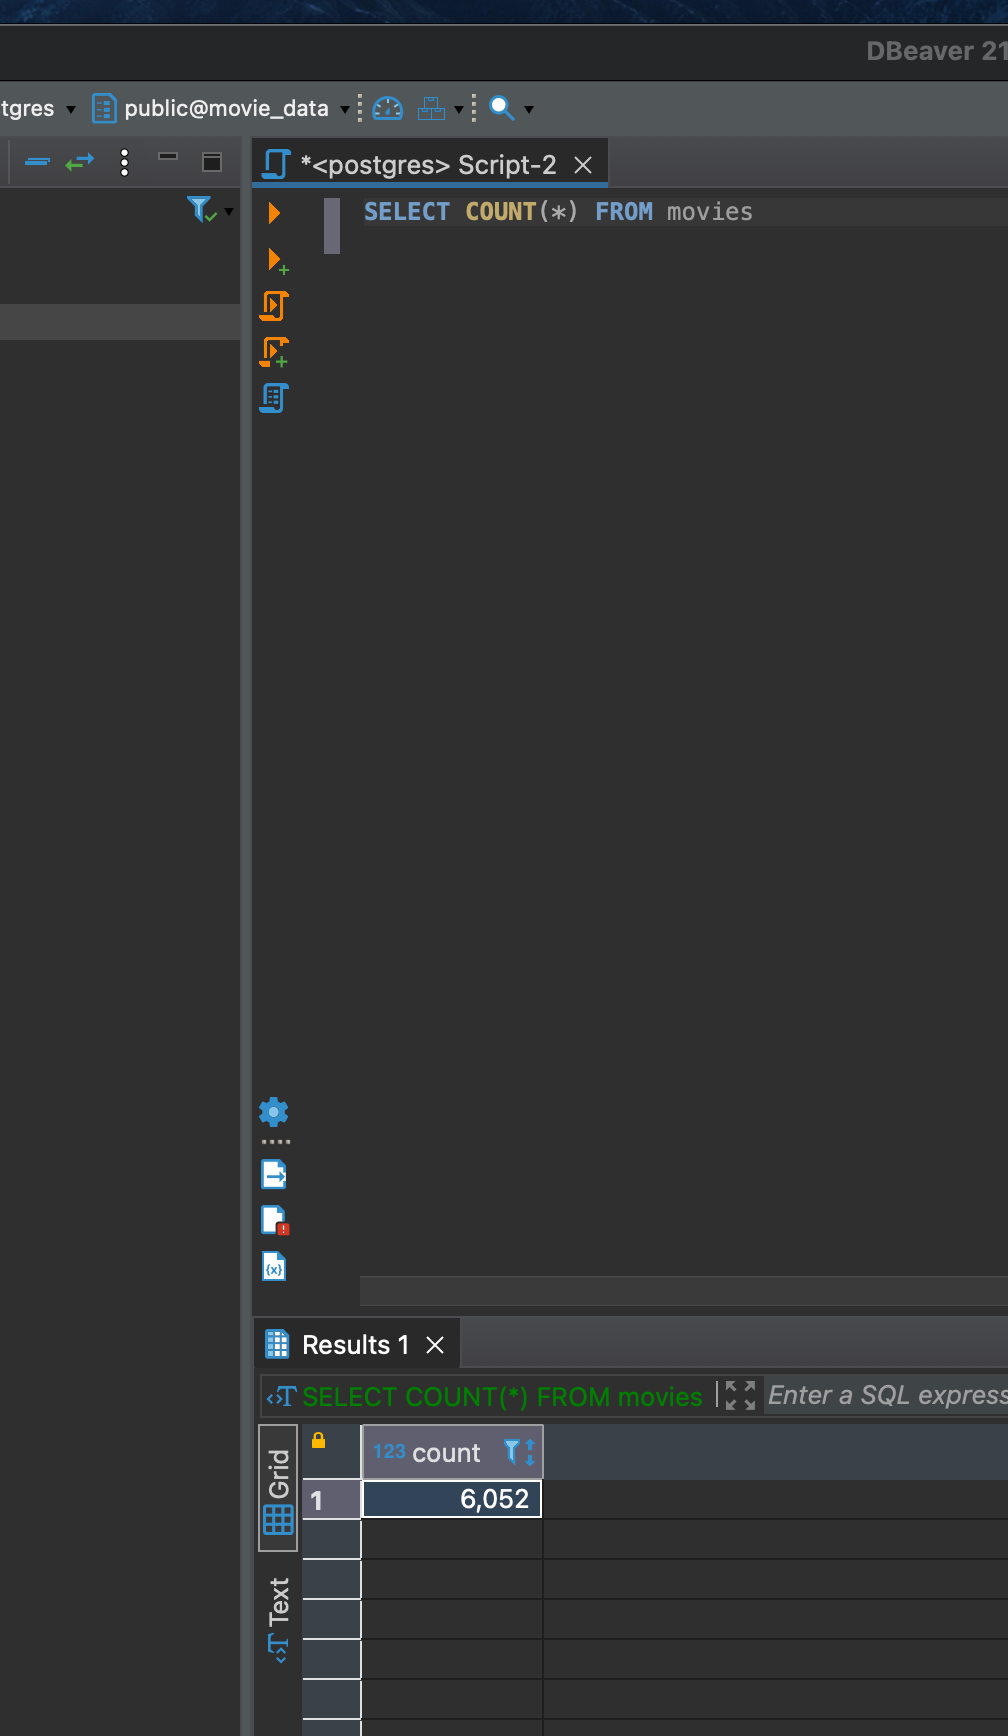 DBeaver 21
tgres public@movie_data
*<postgres> Script-2
SELECT COUNT(*) FROM movies
Results 1
SELECT COUNT(*) FROM movies Enter a SQL express
Grid
123 count
1 6,052
Text